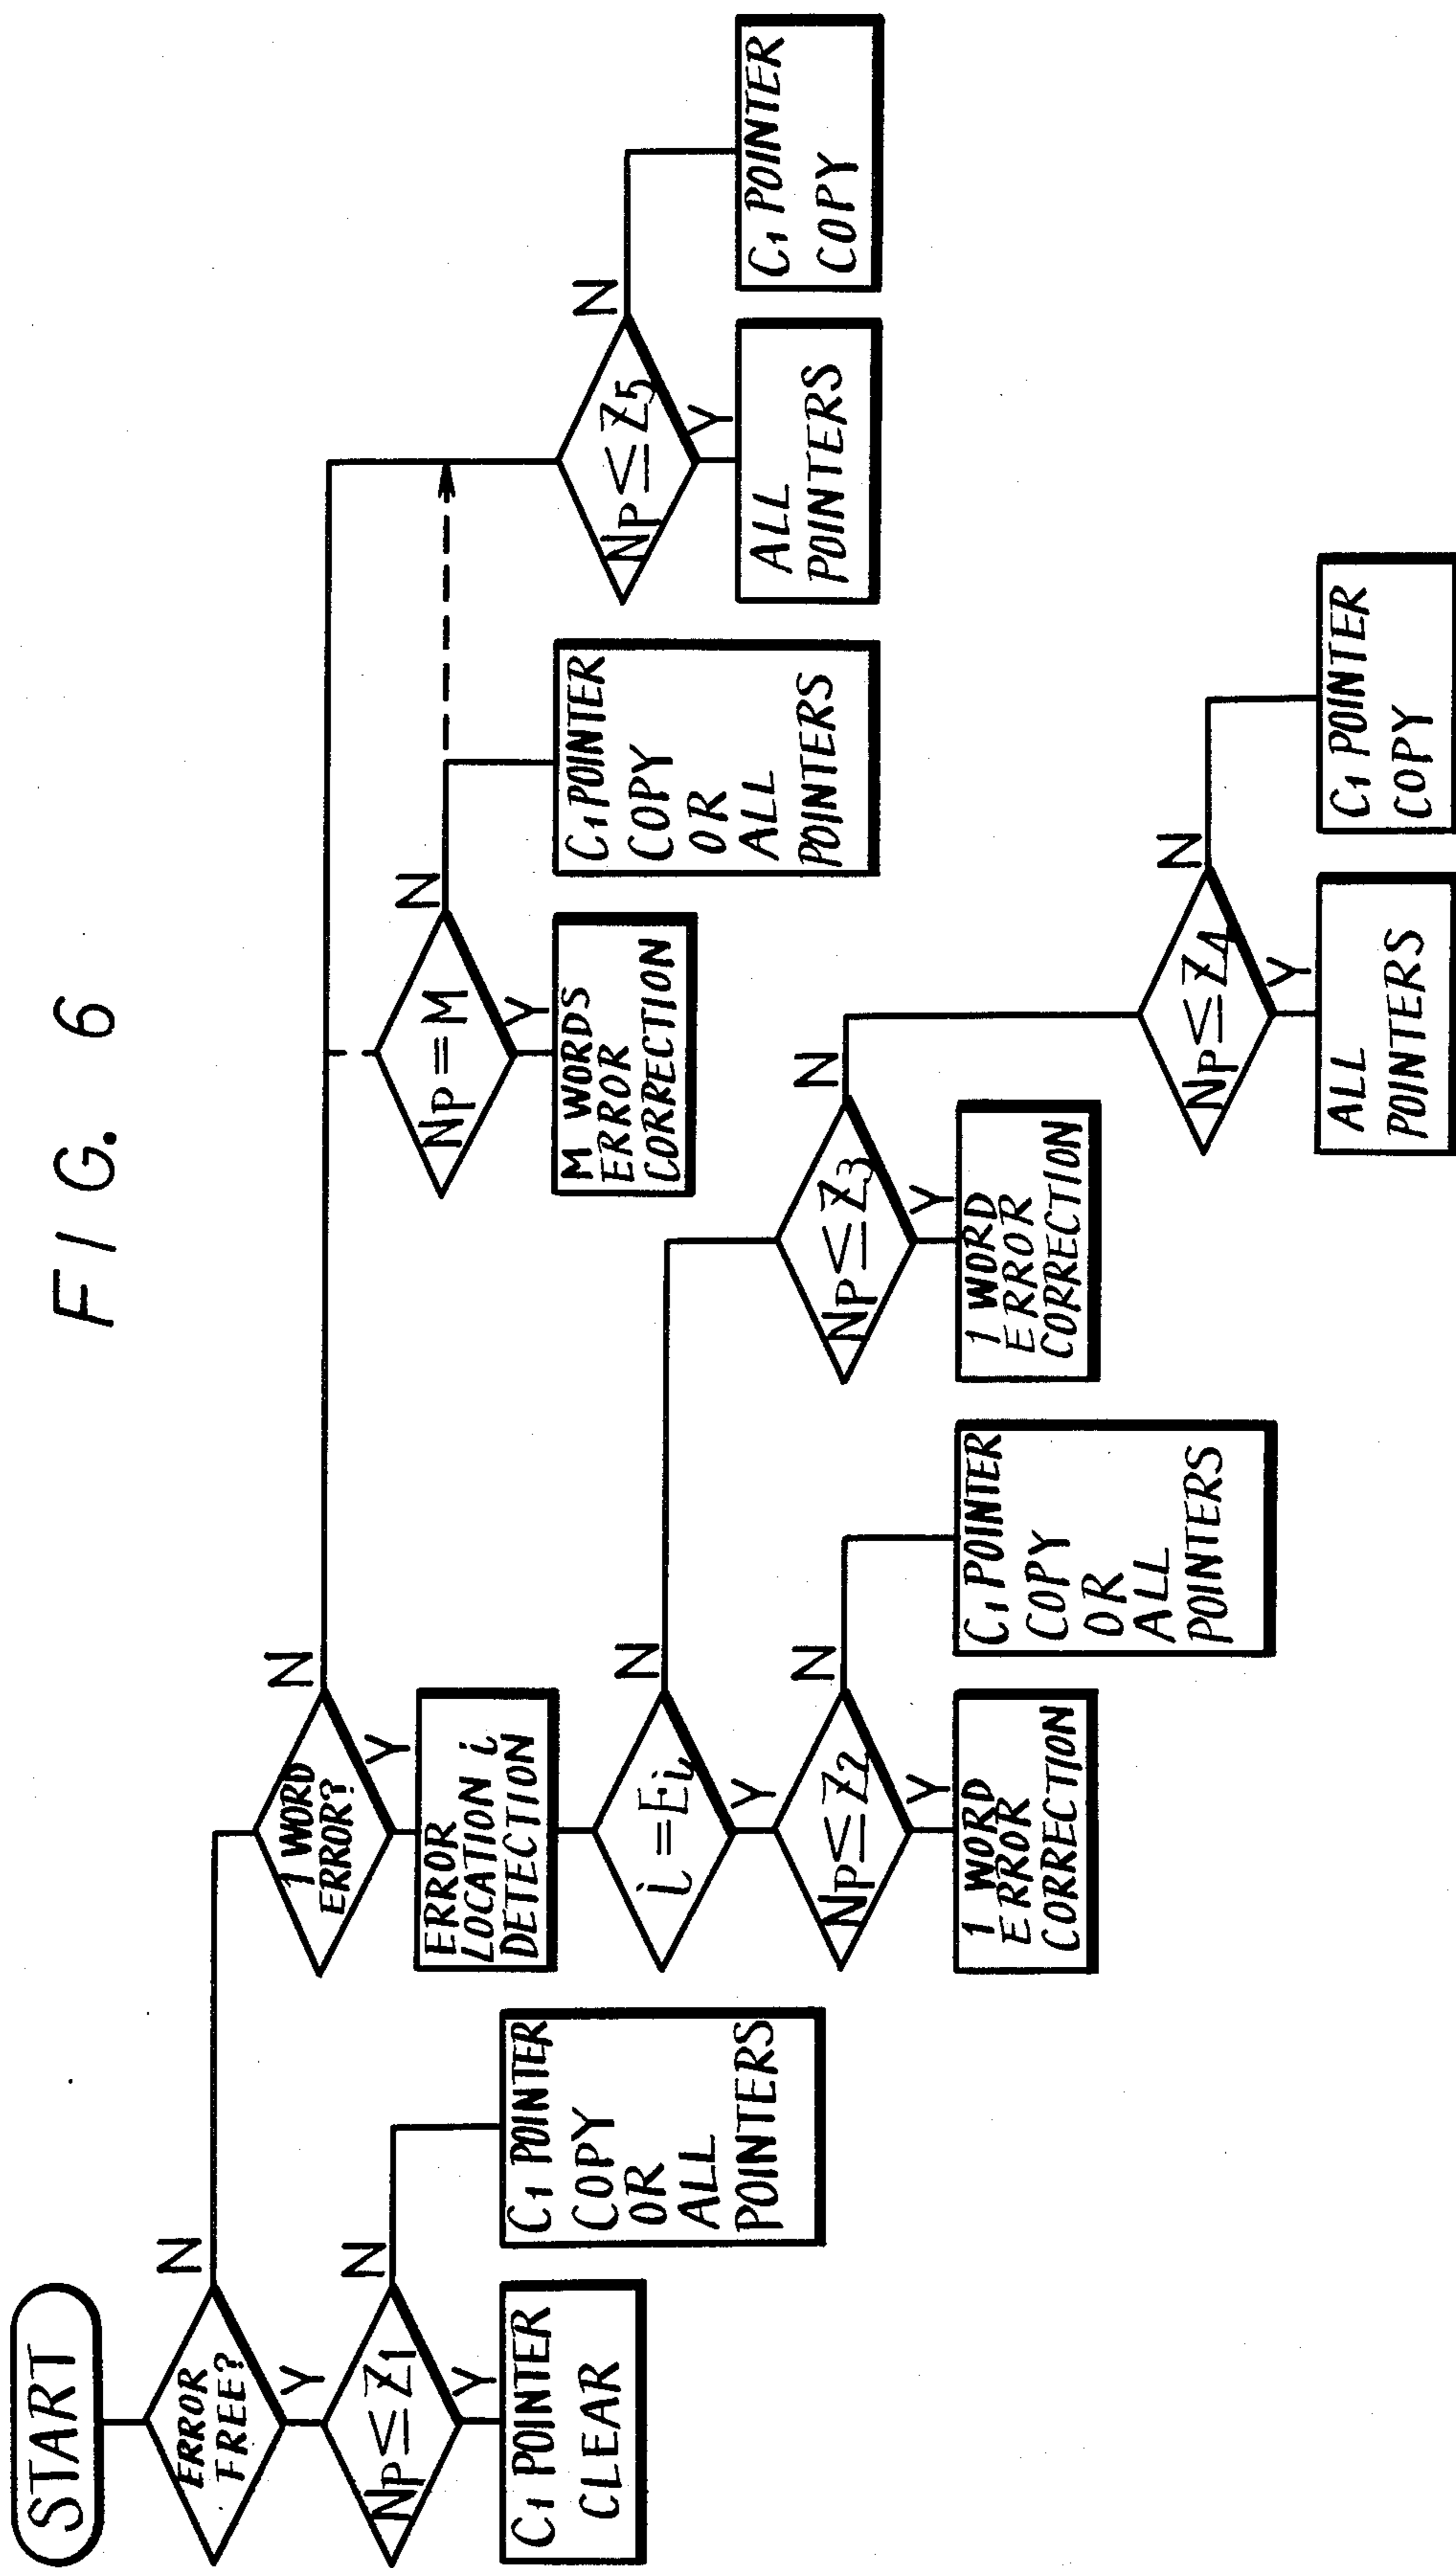 FIG. 6
START
ERROR
FREE?
N
Y
NP≤Z1
N
Y
C1 POINTER
CLEAR
C1 POINTER
COPY
OR
ALL
POINTERS
1 WORD
ERROR?
N
Y
ERROR
LOCATION i
DETECTION
i=Ei
N
Y
NP≤Z2
N
Y
1 WORD
ERROR
CORRECTION
C1 POINTER
COPY
OR
ALL
POINTERS
NP≤Z3
N
Y
1 WORD
ERROR
CORRECTION
NP≤Z4
N
Y
ALL
POINTERS
C1 POINTER
COPY
NP=M
N
Y
M WORDS
ERROR
CORRECTION
C1 POINTER
COPY
OR
ALL
POINTERS
NP≤Z5
N
Y
ALL
POINTERS
C1 POINTER
COPY